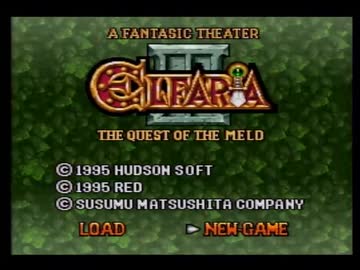 A FANTASIC THEATER
ELFARIA
II
THE QUEST OF THE MELD
© 1995 HUDSON SOFT
© 1995 RED
© SUSUMU MATSUSHITA COMPANY
LOAD ► NEW-GAME